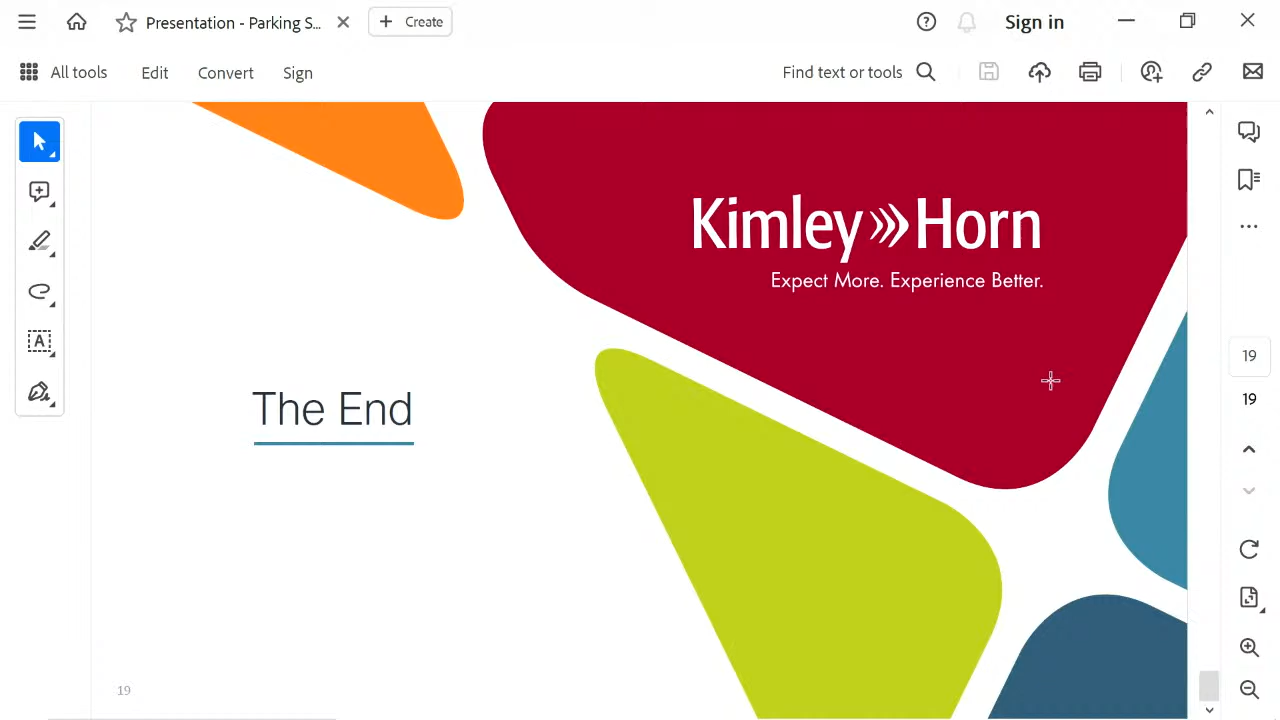 Presentation - Parking S...
Create
Sign in
All tools
Edit
Convert
Sign
Find text or tools
Kimley Horn
Expect More. Experience Better.
A
19
19
The End
19